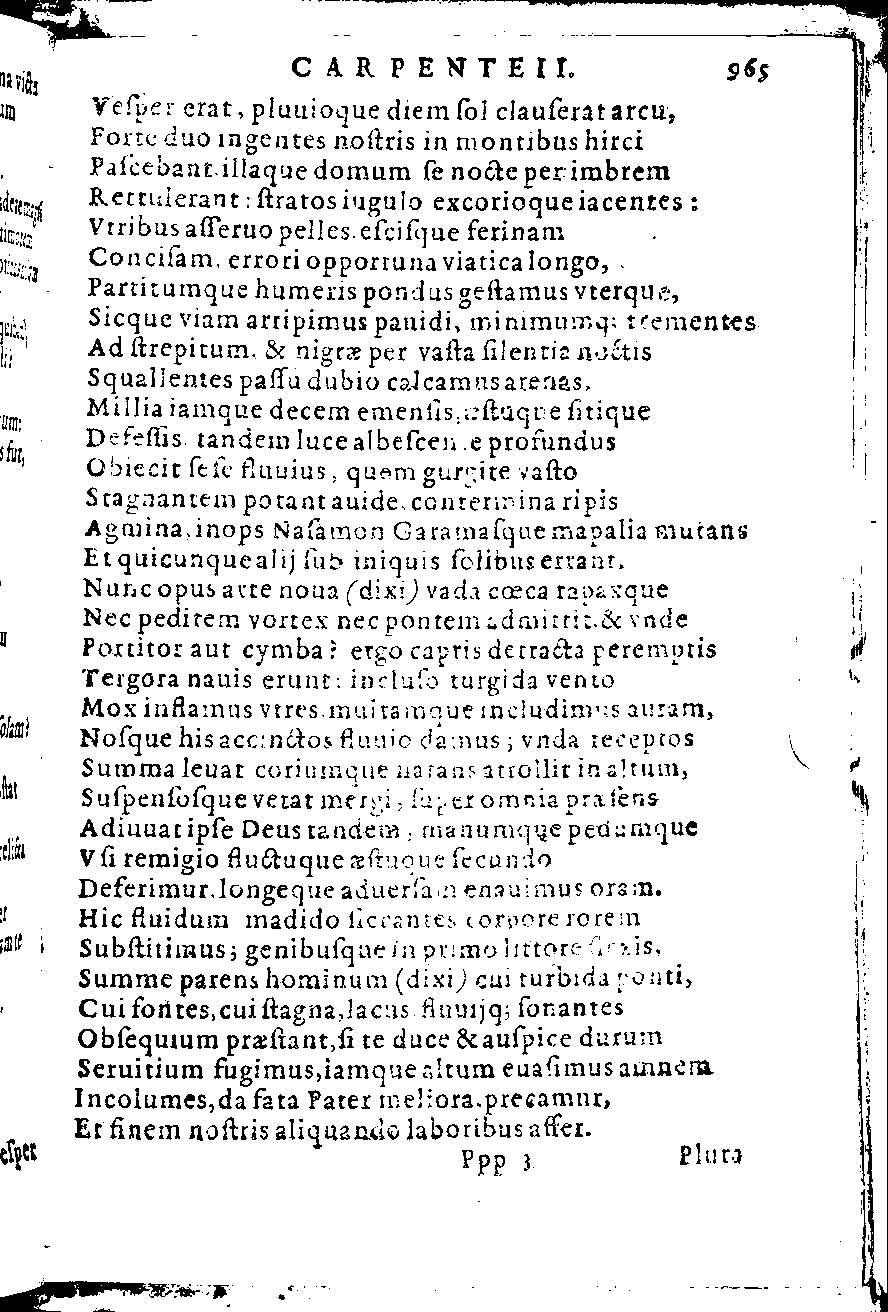 CARPENTEII. 965
Veſper erat, pluuioque diem ſol clauſerat arcu,
Forte duo ingentes noſtris in montibus hirci
Paſcebant. illaque domum ſe nocte per imbrem
Rettulerant: ſtratos iugulo excorioque iacentes:
Vtribus aſſeruo pelles. eſciſque ferinam
Conciſam, errori opportuna viatica longo,
Partitumque humeris pondus geſtamus vterque,
Sicque viam arripimus pauidi, minimumq; trementes
Ad ſtrepitum, & nigræ per vaſta ſilentia noctis
Squallentes paſſu dubio calcamus arenas.
Millia iamque decem emenſis, æſtuque ſitique
Defeſſis tandem luce albeſcente profundus
Obiecit ſeſe fluuius, quem gurgite vaſto
Stagnantem potant auide, contermina ripis
Agmina, inops Naſamon Garamaſque mapalia mutans
Et quicunque alij ſub iniquis ſolibus errant.
Nunc opus arte noua (dixi) vada cœca rapaxque
Nec peditem vortex nec pontem admittit. & vnde
Portitor aut cymba? ergo capris detracta peremptis
Tergora nauis erunt: incluſo turgida vento
Mox inflamus vtres. multamque includimus auram,
Noſque his accinctos fluuio damus; vnda receptos
Summa leuat coriumque natans attollit in altum,
Suſpenſoſque vetat mergi, ſuper omnia præſens
Adiuuat ipſe Deus tandem, manumque pedumque
Vſi remigio fluctuque æſtuque ſecundo
Deferimur. longeque aduerſam enauimus oram.
Hic fluidum madido ſiccantes corpore rorem
Subſtitimus; genibuſque in primo littore flexis,
Summe parens hominum (dixi) cui turbida ponti,
Cui fontes, cui ſtagna, lacus fluuijq; ſonantes
Obſequium præſtant, ſi te duce & auſpice durum
Seruitium fugimus, iamque altum euaſimus amnem
Incolumes, da fata Pater meliora. precamur,
Et finem noſtris aliquando laboribus affer.
Ppp 3 Plura